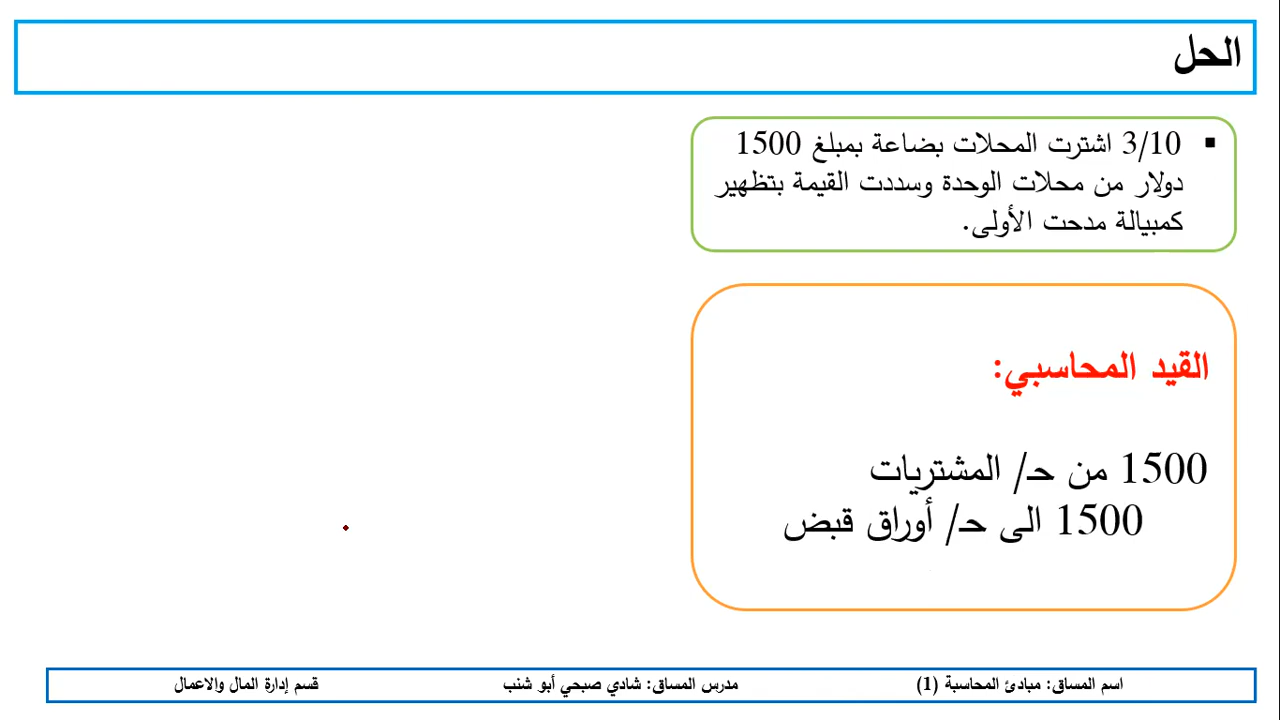 الحل
▪ 3/10 اشترت المحلات بضاعة بمبلغ 1500
دولار من محلات الوحدة وسددت القيمة بتظهير
كمبيالة مدحت الأولى.
القيد المحاسبي:
1500 من حـ/ المشتريات
1500 الى حـ/ أوراق قبض
اسم المساق: مبادئ المحاسبة (1) مدرس المساق: شادي صبحي أبو شنب قسم إدارة المال والاعمال